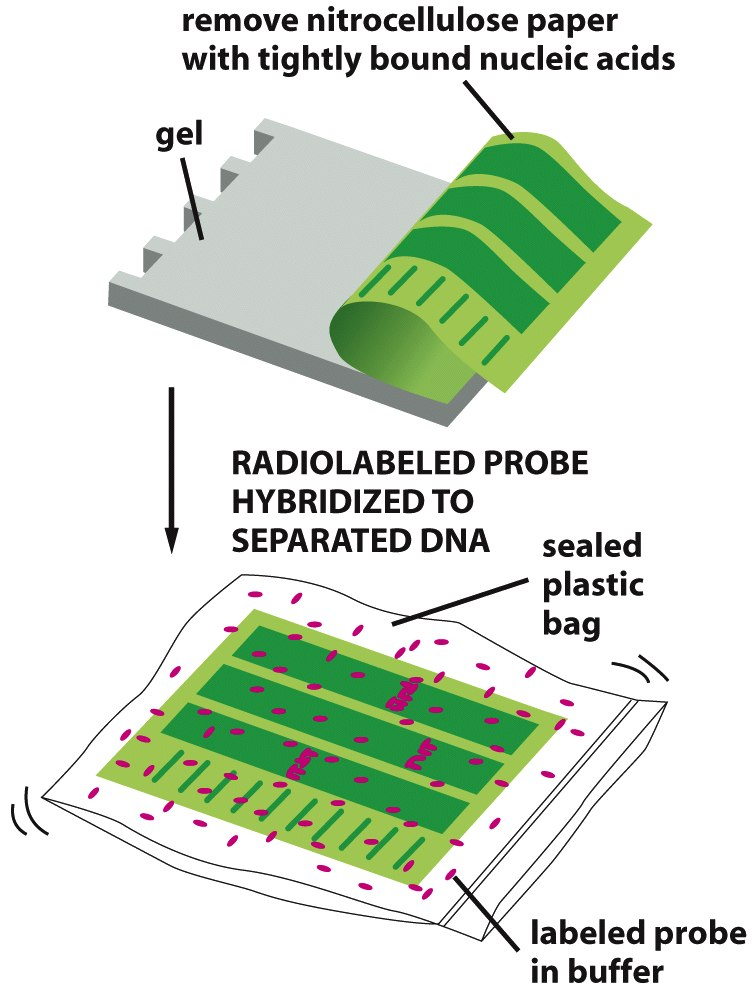 remove nitrocellulose paper
with tightly bound nucleic acids
gel
RADIOLABELED PROBE
HYBRIDIZED TO
SEPARATED DNA
sealed
plastic
bag
labeled probe
in buffer